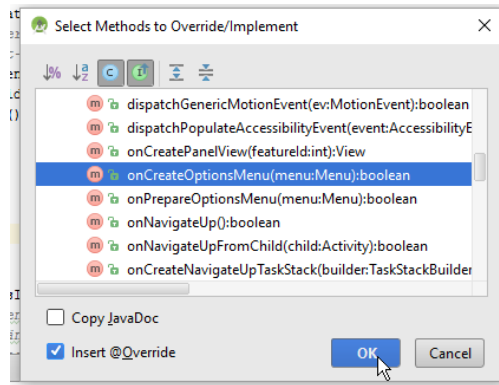 Select Methods to Override/Implement
dispatchGenericMotionEvent(ev:MotionEvent):boolean
dispatchPopulateAccessibilityEvent(event:AccessibilityE
onCreatePanelView(featureId:int):View
onCreateOptionsMenu(menu:Menu):boolean
onPrepareOptionsMenu(menu:Menu):boolean
onNavigateUp():boolean
onNavigateUpFromChild(child:Activity):boolean
onCreateNavigateUpTaskStack(builder:TaskStackBuilder
Copy JavaDoc
Insert @Override
OK
Cancel